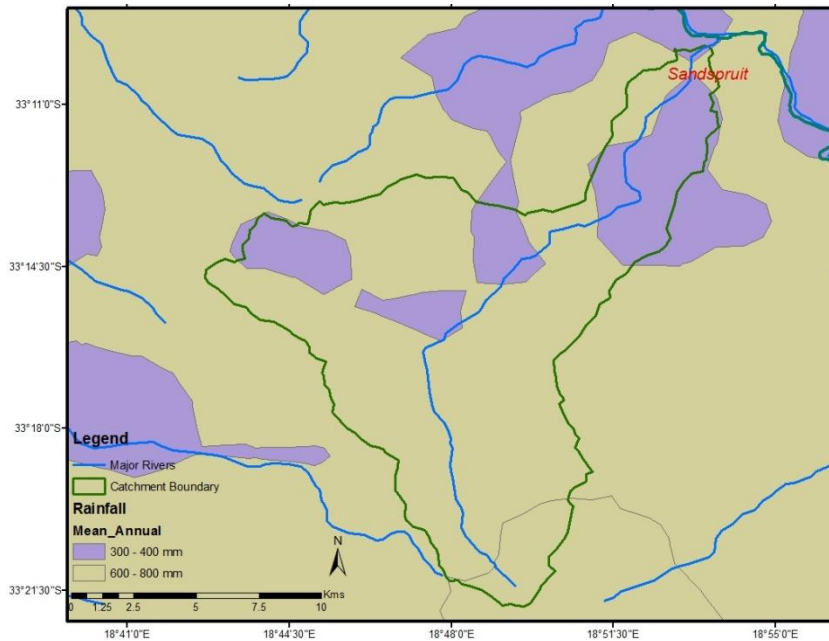 Sandspruit
33°11'0"S
33°14'30"S
33°18'0"S
33°21'30"S
Legend
Major Rivers
Catchment Boundary
Rainfall
Mean_Annual
300 - 400 mm
600 - 800 mm
N
Kms
0 1.25 2.5 5 7.5 10
18°41'0"E 18°44'30"E 18°48'0"E 18°51'30"E 18°55'0"E